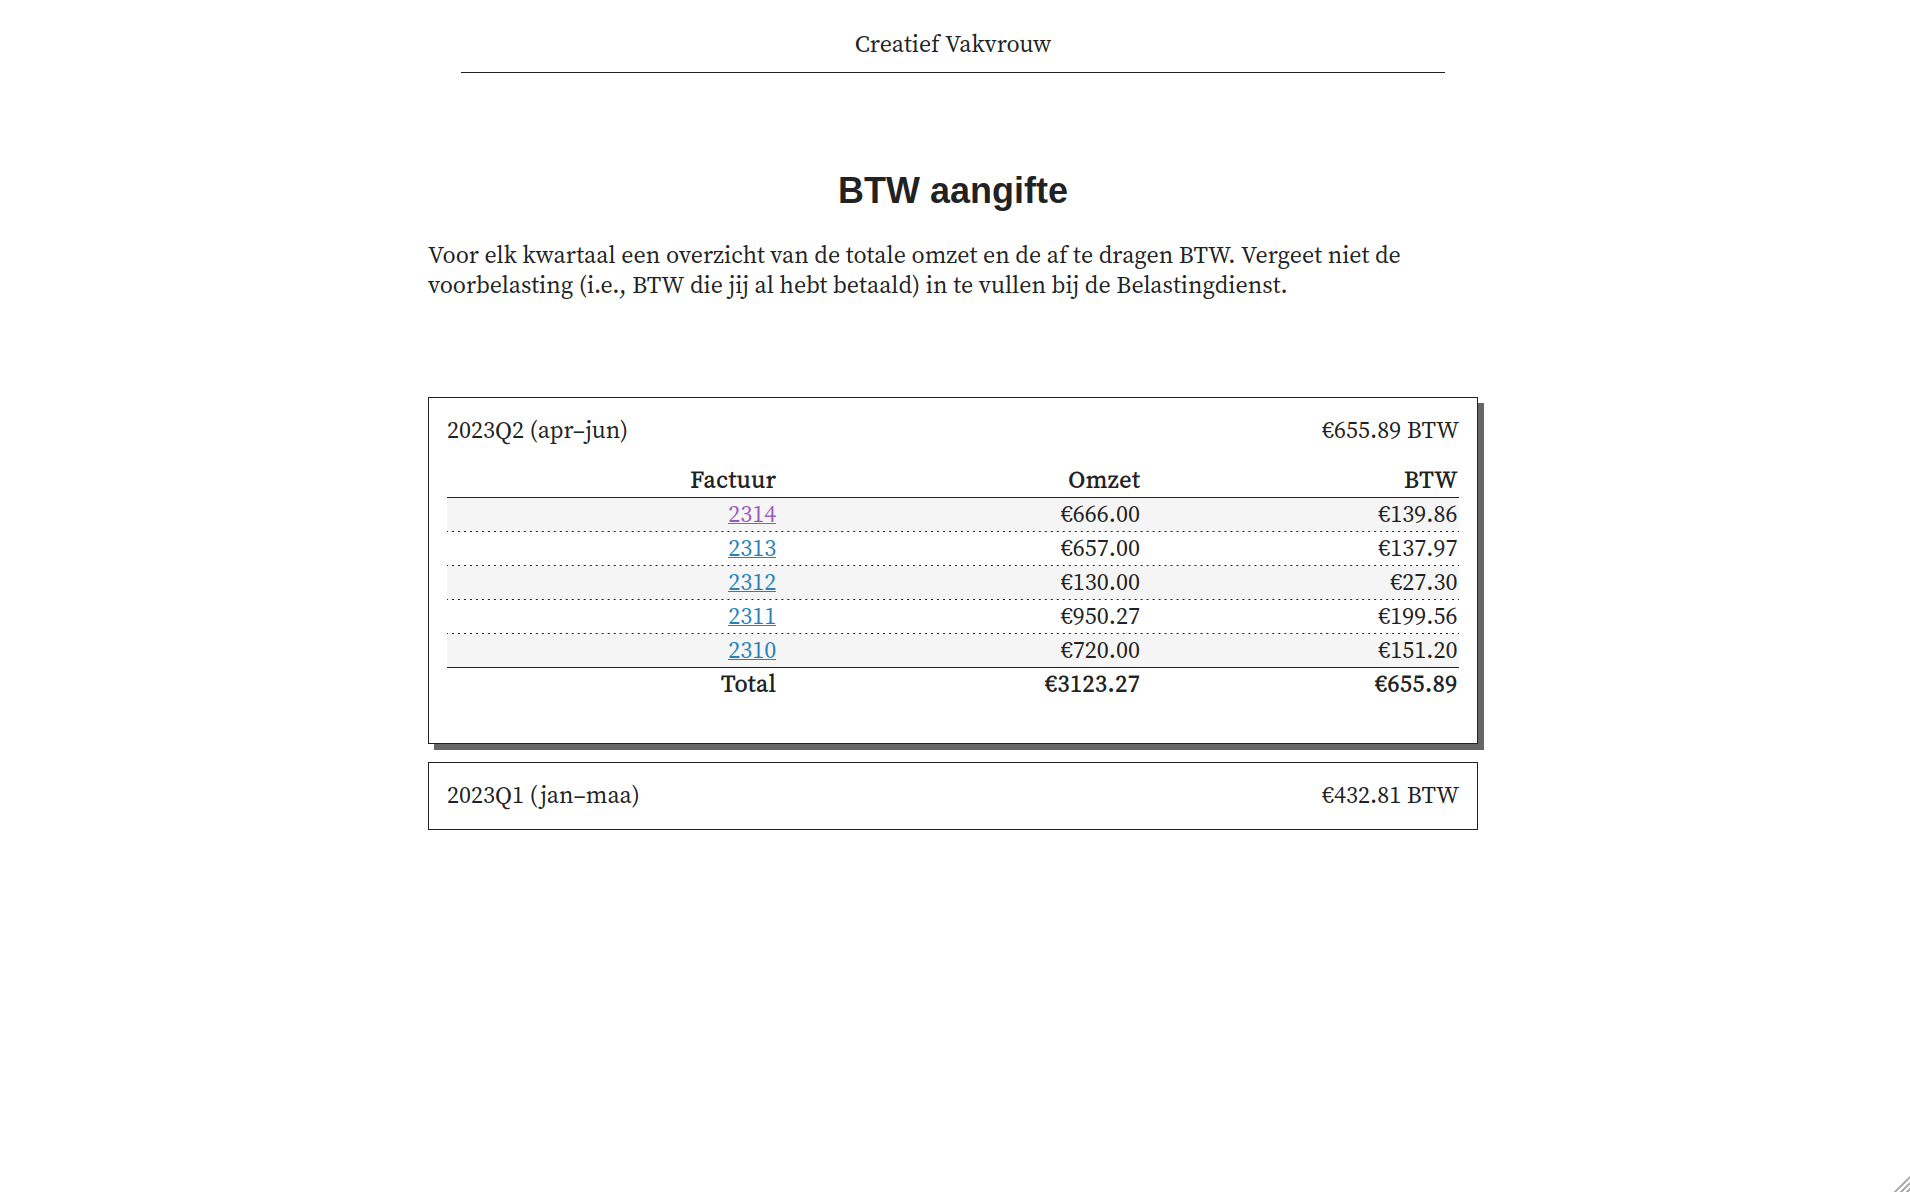 Creatief Vakvrouw
BTW aangifte
Voor elk kwartaal een overzicht van de totale omzet en de af te dragen BTW. Vergeet niet de
voorbelasting (i.e., BTW die jij al hebt betaald) in te vullen bij de Belastingdienst.
2023Q2 (apr–jun) €655.89 BTW
Factuur Omzet BTW
2314 €666.00 €139.86
2313 €657.00 €137.97
2312 €130.00 €27.30
2311 €950.27 €199.56
2310 €720.00 €151.20
Total €3123.27 €655.89
2023Q1 (jan–maa) €432.81 BTW